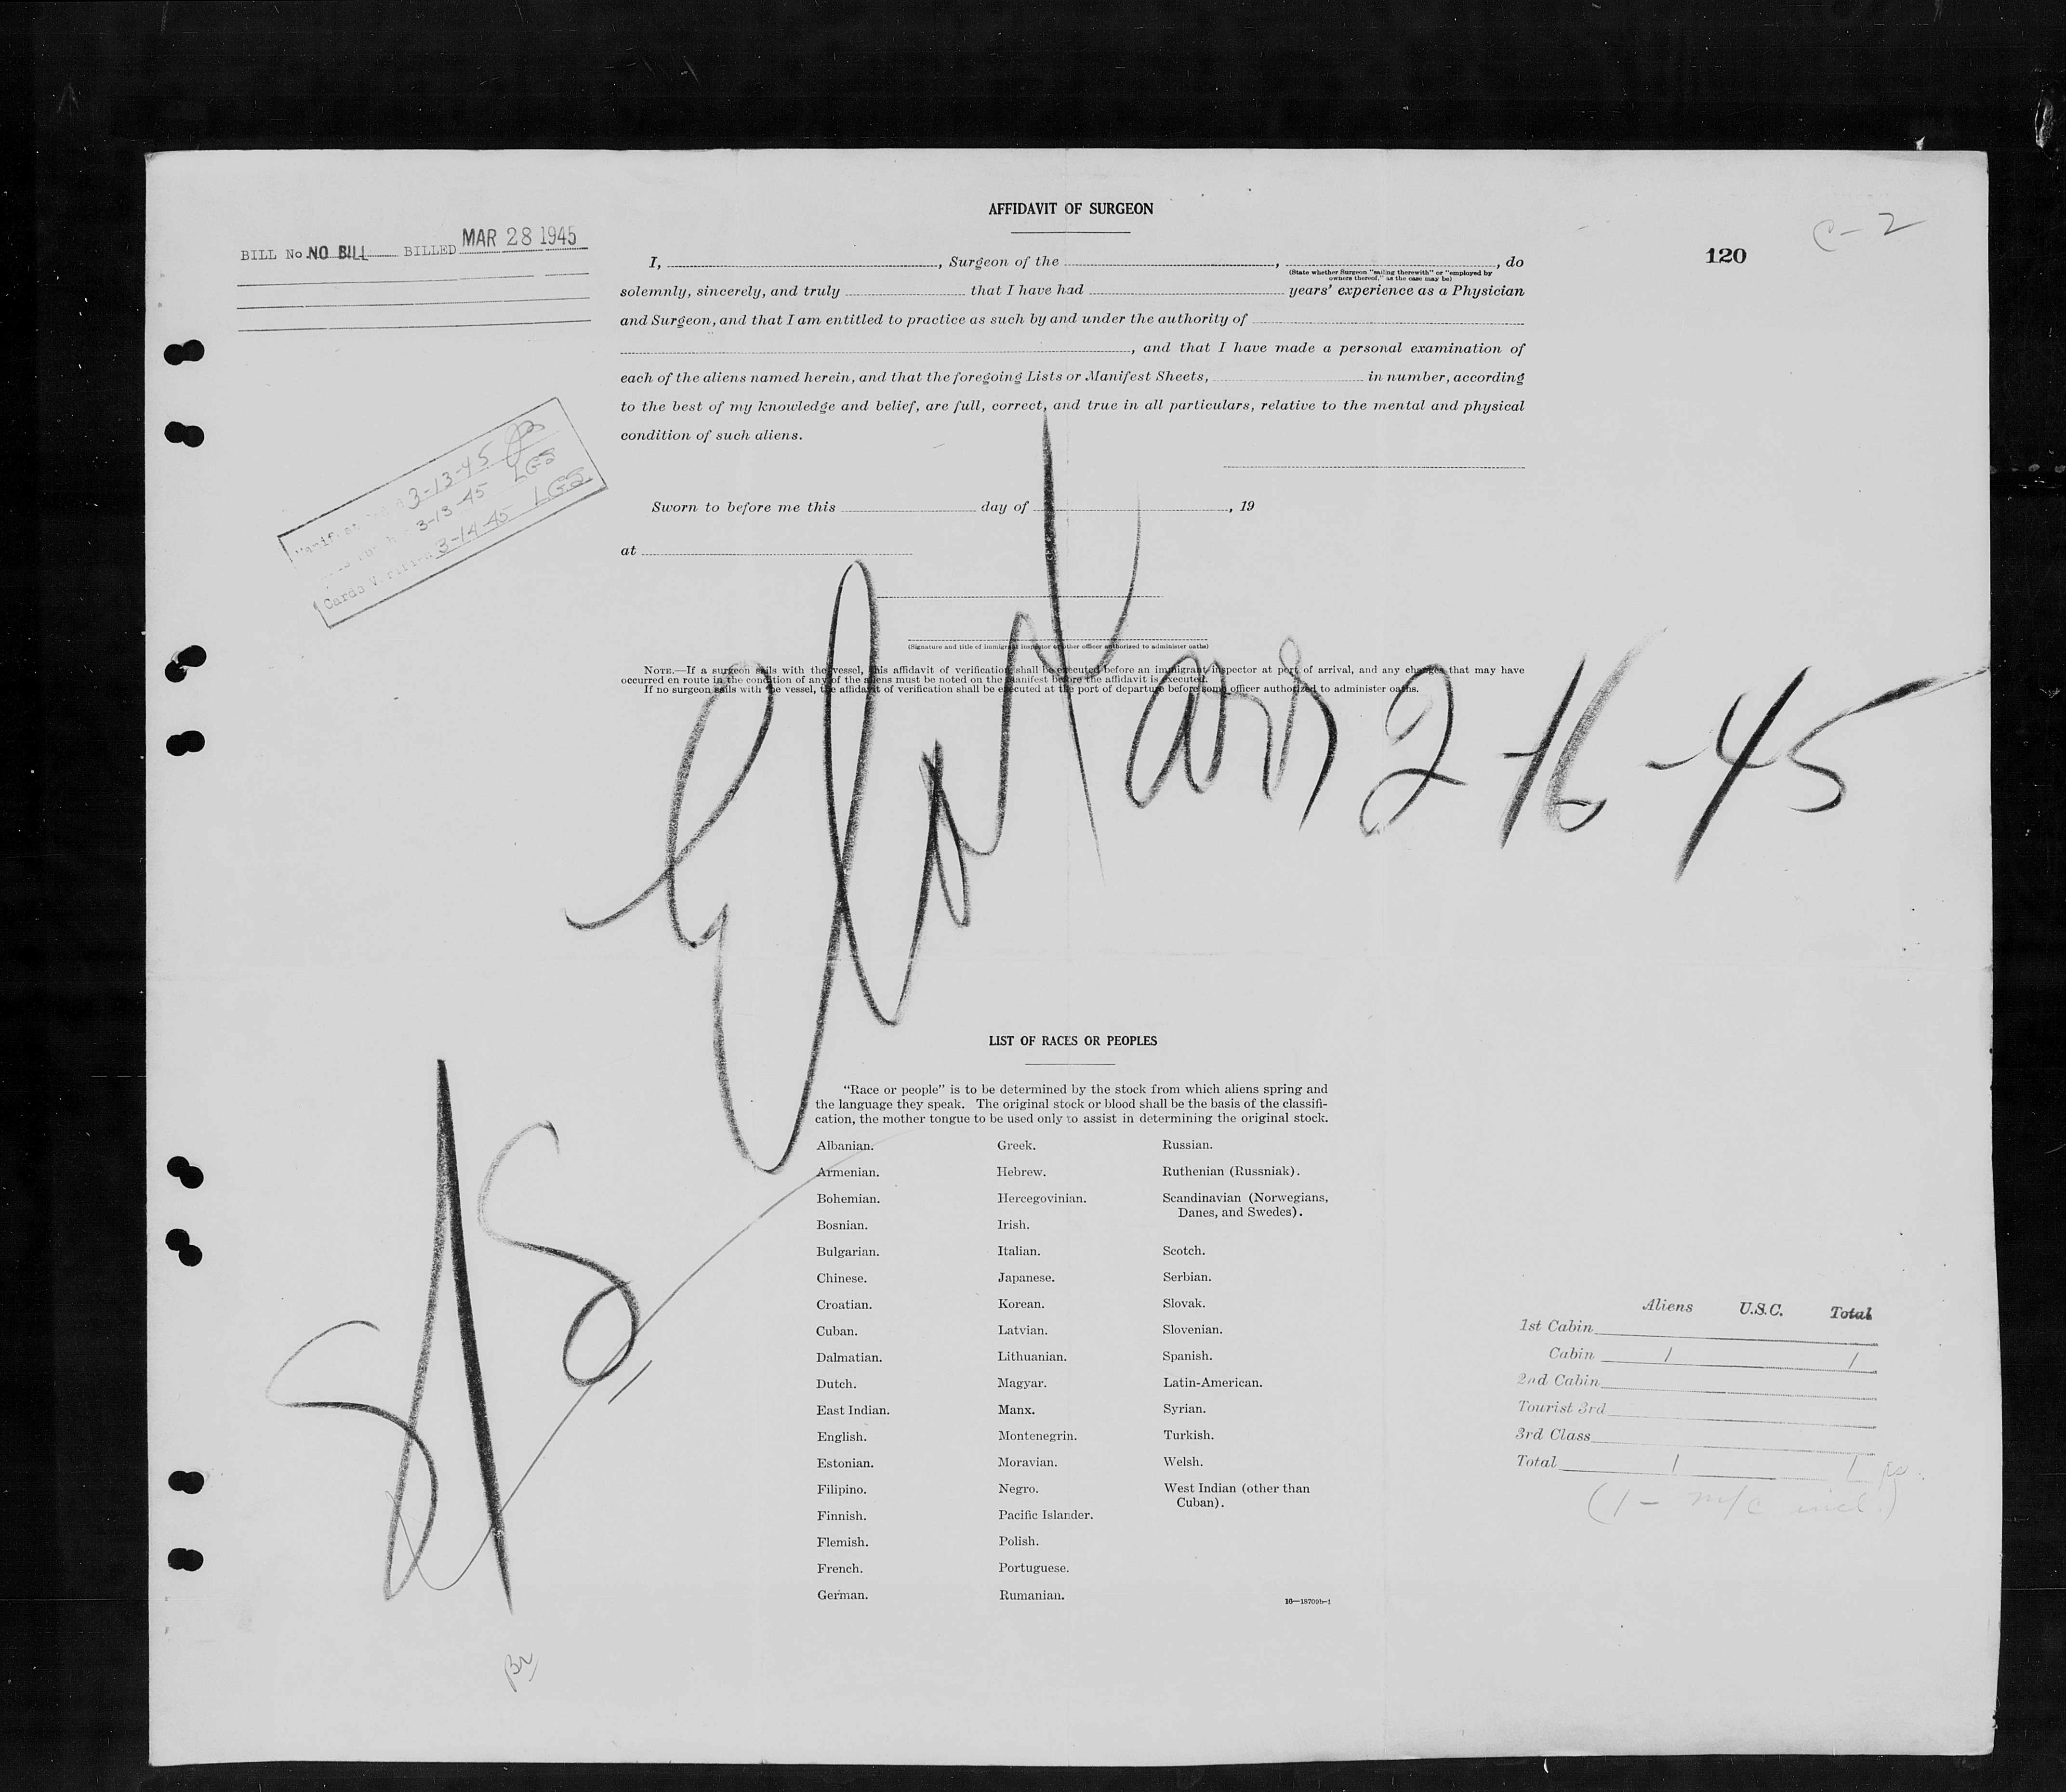 AFFIDAVIT OF SURGEON
C-2
120
BILL No. NO BILL BILLED MAR 28 1945
I, , Surgeon of the , , do
(State whether Surgeon "sailing therewith" or "employed by
owners thereof," as the case may be)
solemnly, sincerely, and truly that I have had years' experience as a Physician
and Surgeon, and that I am entitled to practice as such by and under the authority of
, and that I have made a personal examination of
each of the aliens named herein, and that the foregoing Lists or Manifest Sheets, in number, according
to the best of my knowledge and belief, are full, correct, and true in all particulars, relative to the mental and physical
condition of such aliens.
3-13-45
3-13-45 LGS
Cards Verified 3-14-45 LGS
Sworn to before me this day of , 19
at
(Signature and title of immigrant inspector or other officer authorized to administer oaths)
NOTE.—If a surgeon sails with the vessel, this affidavit of verification shall be executed before an immigrant inspector at port of arrival, and any changes that may have
occurred en route in the condition of any of the aliens must be noted on the manifest before the affidavit is executed.
If no surgeon sails with the vessel, the affidavit of verification shall be executed at the port of departure before some officer authorized to administer oaths.
arr 2-16-45
S/S
LIST OF RACES OR PEOPLES
"Race or people" is to be determined by the stock from which aliens spring and
the language they speak. The original stock or blood shall be the basis of the classifi-
cation, the mother tongue to be used only to assist in determining the original stock.
Albanian. Greek. Russian.
Armenian. Hebrew. Ruthenian (Russniak).
Bohemian. Hercegovinian. Scandinavian (Norwegians,
Danes, and Swedes).
Bosnian. Irish.
Bulgarian. Italian. Scotch.
Chinese. Japanese. Serbian.
Croatian. Korean. Slovak.
Cuban. Latvian. Slovenian.
Dalmatian. Lithuanian. Spanish.
Dutch. Magyar. Latin-American.
East Indian. Manx. Syrian.
English. Montenegrin. Turkish.
Estonian. Moravian. Welsh.
Filipino. Negro. West Indian (other than
Cuban).
Finnish. Pacific Islander.
Flemish. Polish.
French. Portuguese.
German. Rumanian.
16—18709b-1
Aliens U.S.C. Total
1st Cabin
Cabin 1 1
2nd Cabin
Tourist 3rd
3rd Class
Total 1 1
(1 - m/c incl.)